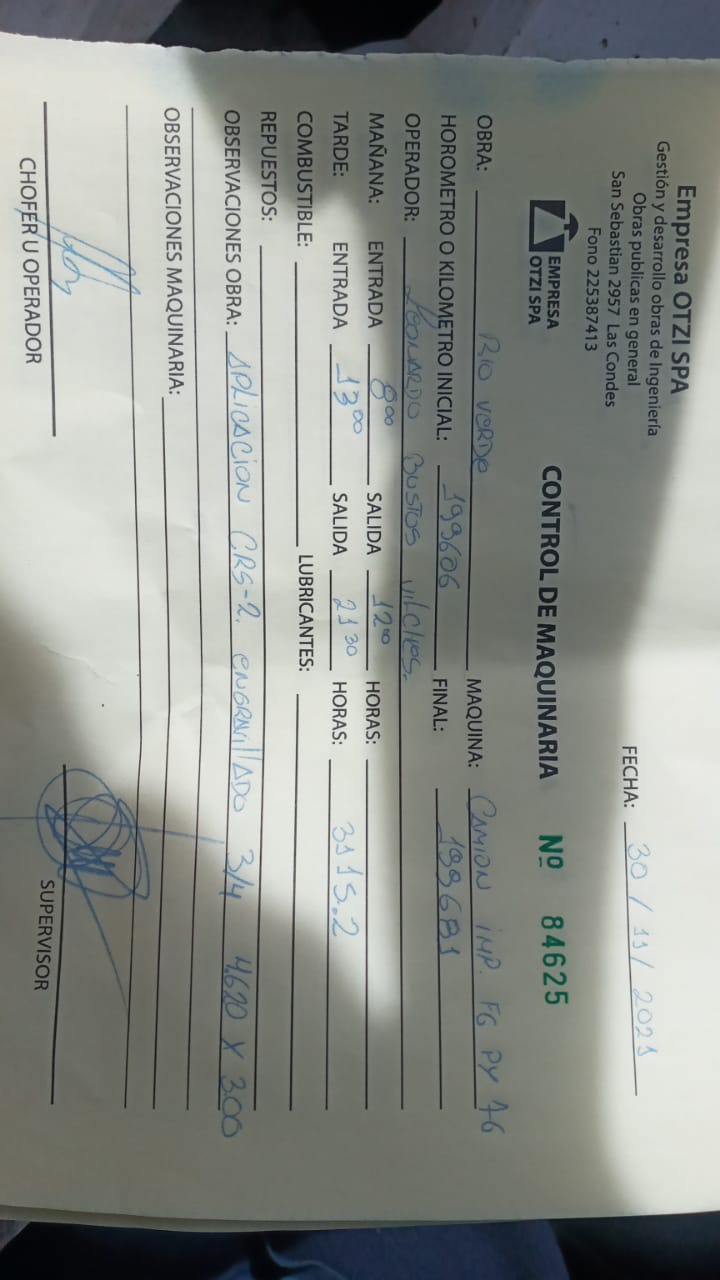 Empresa OTZI SPA
Gestión y desarrollo obras de Ingeniería
Obras publicas en general
San Sebastian 2957 Las Condes
Fono 225387413
FECHA: 30 / 11 / 2021
EMPRESA
OTZI SPA
CONTROL DE MAQUINARIA Nº 84625
OBRA: RIO VERDE MAQUINA: CAMION IMP. FG PY 76
HOROMETRO O KILOMETRO INICIAL: 199606 FINAL: 199681
OPERADOR: LEONARDO BUSTOS VILCHES.
MAÑANA: ENTRADA 8:00 SALIDA 12:00 HORAS:
TARDE: ENTRADA 13:00 SALIDA 21:30 HORAS: 3115.2
COMBUSTIBLE: LUBRICANTES:
REPUESTOS:
OBSERVACIONES OBRA: APLICACION CRS-2. ENGRAVILLADO 3/4 4.620 X 3.00
OBSERVACIONES MAQUINARIA:
CHOFER U OPERADOR SUPERVISOR